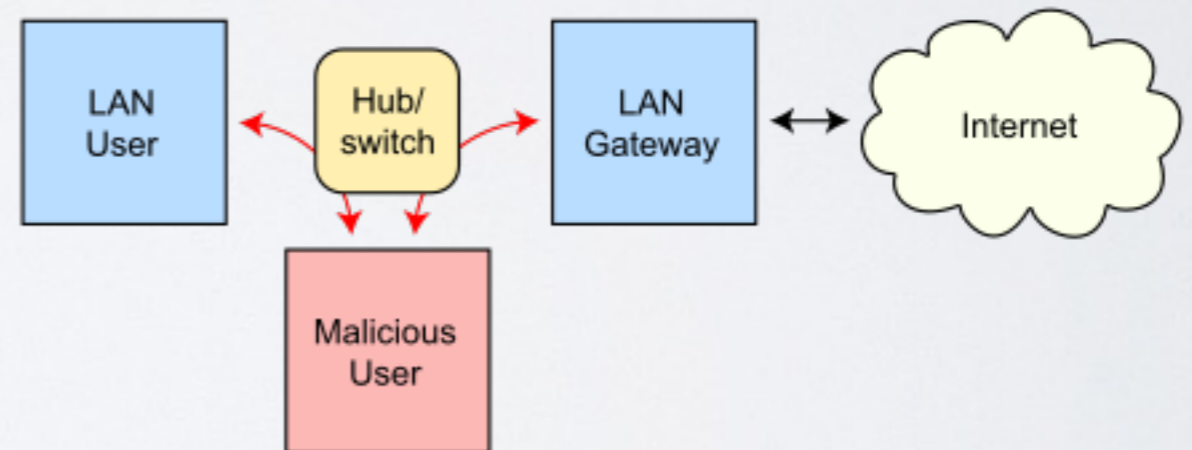 LAN
User
Hub/
switch
LAN
Gateway
Internet
Malicious
User